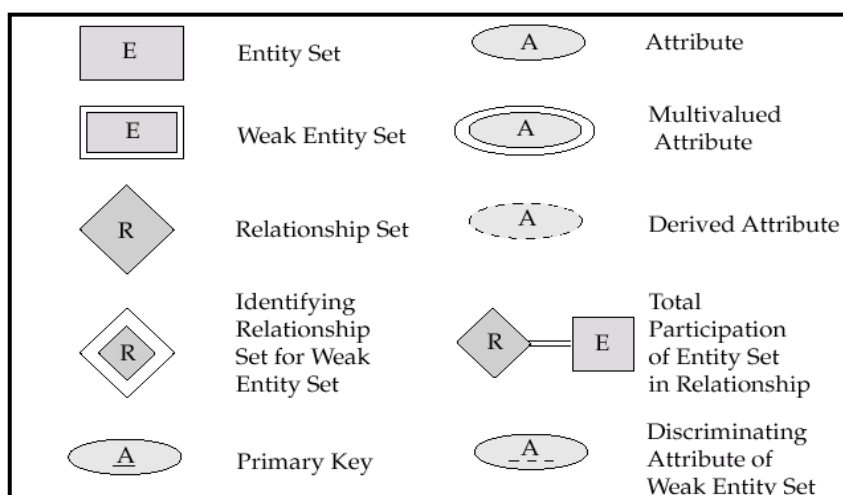 E
Entity Set
A
Attribute
E
Weak Entity Set
A
Multivalued
Attribute
R
Relationship Set
A
Derived Attribute
R
Identifying
Relationship
Set for Weak
Entity Set
R
E
Total
Participation
of Entity Set
in Relationship
A
Primary Key
A
Discriminating
Attribute of
Weak Entity Set